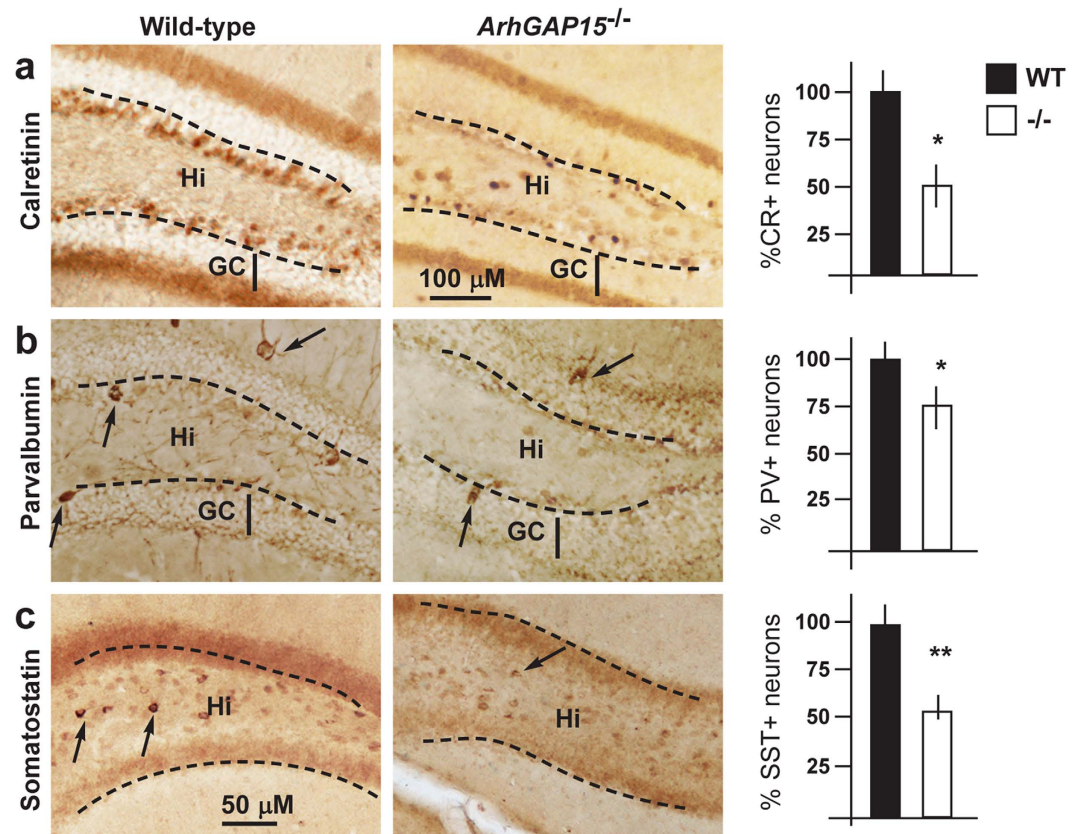 Wild-type
ArhGAP15-/-
a
Calretinin
Hi
GC
Hi
GC
100 μM
%CR+ neurons
100
75
50
25
*
WT
-/-
b
Parvalbumin
Hi
GC
Hi
GC
% PV+ neurons
100
75
50
25
*
c
Somatostatin
Hi
50 μM
Hi
% SST+ neurons
100
75
50
25
**